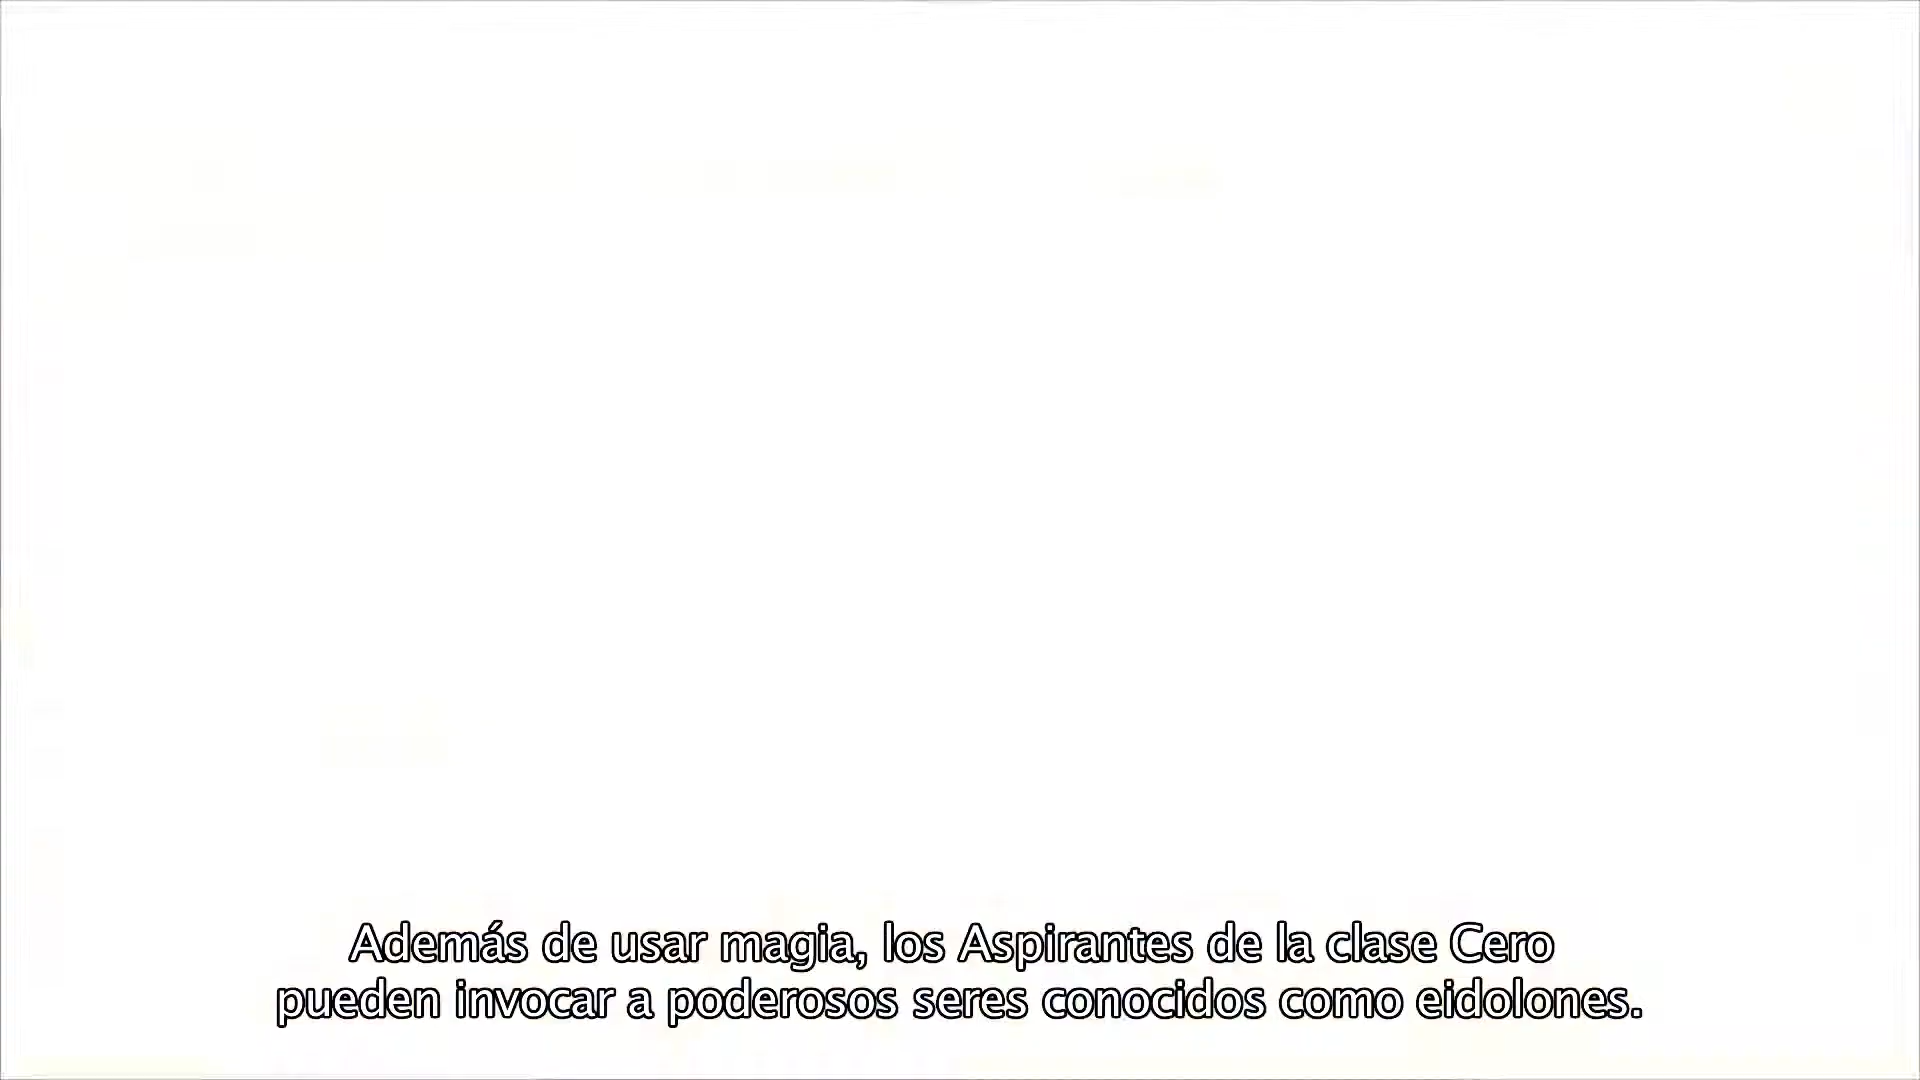 Además de usar magia, los Aspirantes de la clase Cero
pueden invocar a poderosos seres conocidos como eidolones.